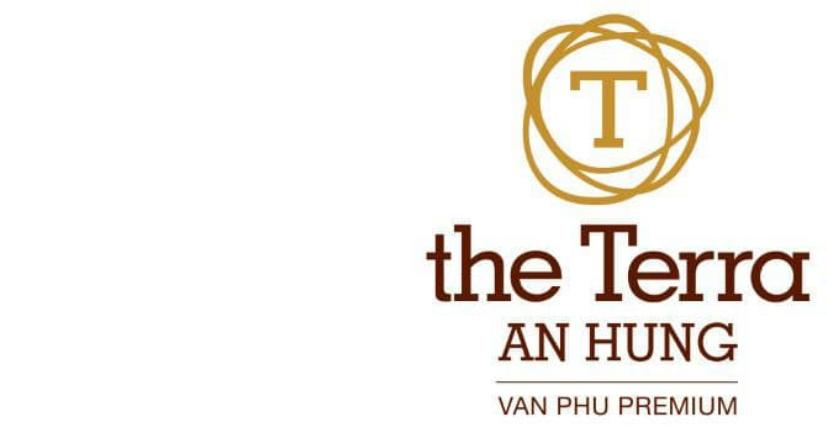 T
the Terra
AN HUNG
VAN PHU PREMIUM